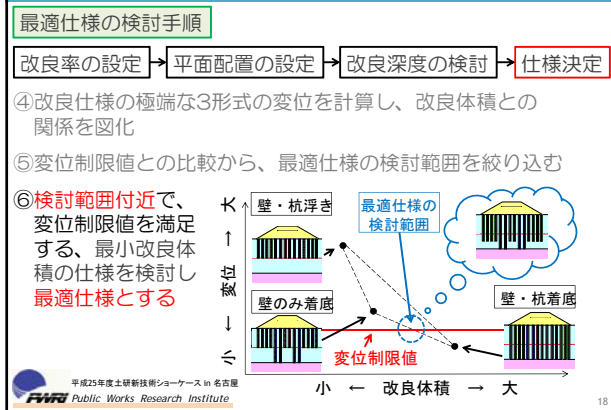 最適仕様の検討手順
改良率の設定 → 平面配置の設定 → 改良深度の検討 → 仕様決定
④改良仕様の極端な3形式の変位を計算し、改良体積との
関係を図化
⑤変位制限値との比較から、最適仕様の検討範囲を絞り込む
⑥検討範囲付近で、
変位制限値を満足
する、最小改良体
積の仕様を検討し
最適仕様とする
小 ← 変位 → 大
壁・杭浮き
最適仕様の
検討範囲
壁のみ着底
壁・杭着底
変位制限値
小 ← 改良体積 → 大
PWRI
平成25年度土研新技術ショーケース in 名古屋
Public Works Research Institute
18